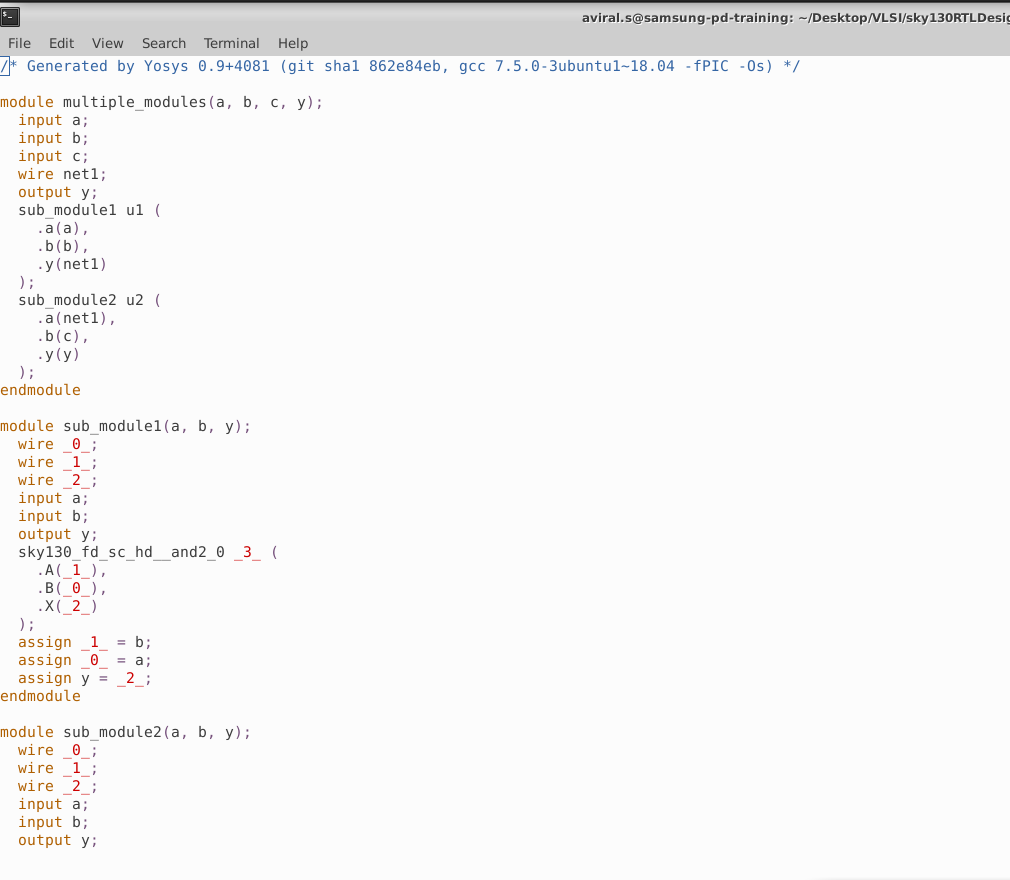 aviral.s@samsung-pd-training: ~/Desktop/VLSI/sky130RTLDesig
File Edit View Search Terminal Help
/* Generated by Yosys 0.9+4081 (git sha1 862e84eb, gcc 7.5.0-3ubuntu1~18.04 -fPIC -Os) */

module multiple_modules(a, b, c, y);
  input a;
  input b;
  input c;
  wire net1;
  output y;
  sub_module1 u1 (
    .a(a),
    .b(b),
    .y(net1)
  );
  sub_module2 u2 (
    .a(net1),
    .b(c),
    .y(y)
  );
endmodule

module sub_module1(a, b, y);
  wire _0_;
  wire _1_;
  wire _2_;
  input a;
  input b;
  output y;
  sky130_fd_sc_hd__and2_0 _3_ (
    .A(_1_),
    .B(_0_),
    .X(_2_)
  );
  assign _1_ = b;
  assign _0_ = a;
  assign y = _2_;
endmodule

module sub_module2(a, b, y);
  wire _0_;
  wire _1_;
  wire _2_;
  input a;
  input b;
  output y;